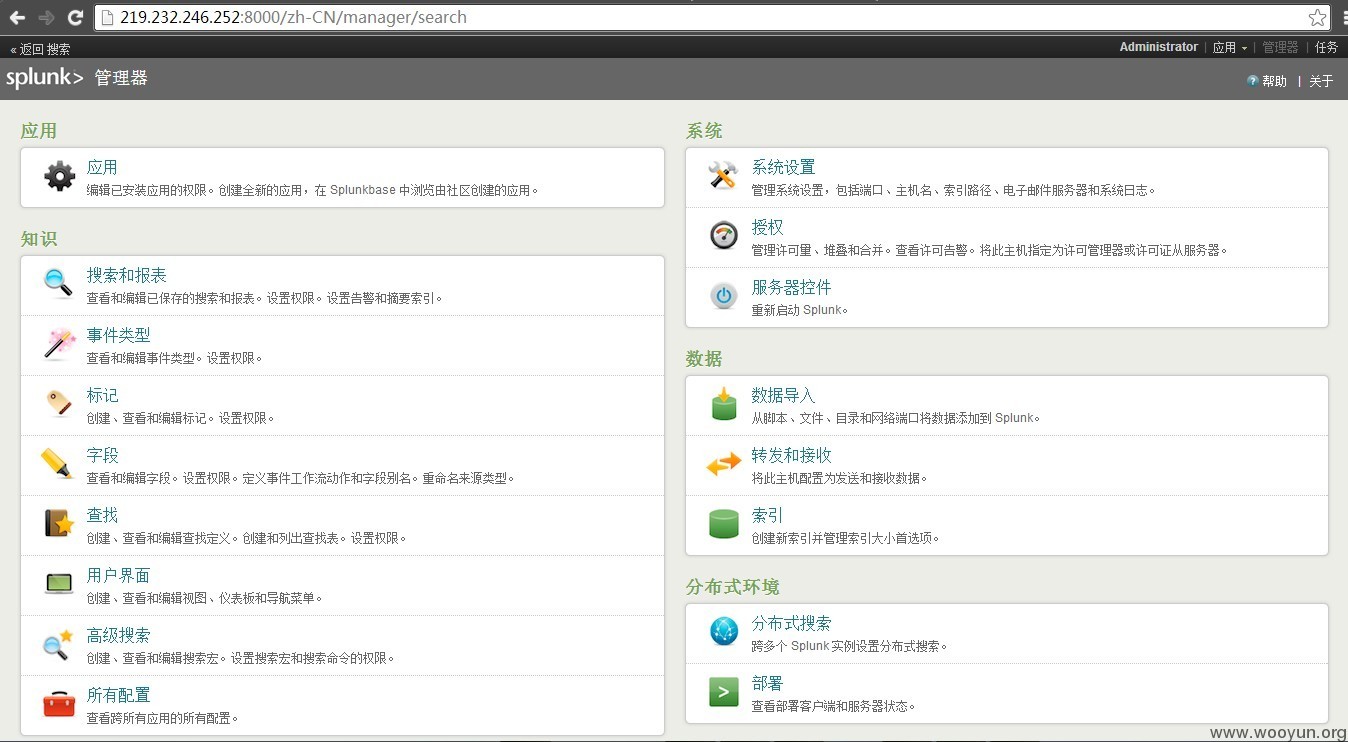 219.232.246.252:8000/zh-CN/manager/search
« 返回 搜索
Administrator | 应用 | 管理器 | 任务
splunk> 管理器
? 帮助 | 关于
应用
应用
编辑已安装应用的权限。创建全新的应用，在 Splunkbase 中浏览由社区创建的应用。
知识
搜索和报表
查看和编辑已保存的搜索和报表。设置权限。设置告警和摘要索引。
事件类型
查看和编辑事件类型。设置权限。
标记
创建、查看和编辑标记。设置权限。
字段
查看和编辑字段。设置权限。定义事件工作流动作和字段别名。重命名来源类型。
查找
创建、查看和编辑查找定义。创建和列出查找表。设置权限。
用户界面
创建、查看和编辑视图、仪表板和导航菜单。
高级搜索
创建、查看和编辑搜索宏。设置搜索宏和搜索命令的权限。
所有配置
查看跨所有应用的所有配置。
系统
系统设置
管理系统设置，包括端口、主机名、索引路径、电子邮件服务器和系统日志。
授权
管理许可量、堆叠和合并。查看许可告警。将此主机指定为许可管理器或许可证从服务器。
服务器控件
重新启动 Splunk。
数据
数据导入
从脚本、文件、目录和网络端口将数据添加到 Splunk。
转发和接收
将此主机配置为发送和接收数据。
索引
创建新索引并管理索引大小首选项。
分布式环境
分布式搜索
跨多个 Splunk 实例设置分布式搜索。
部署
查看部署客户端和服务器状态。
www.wooyun.org